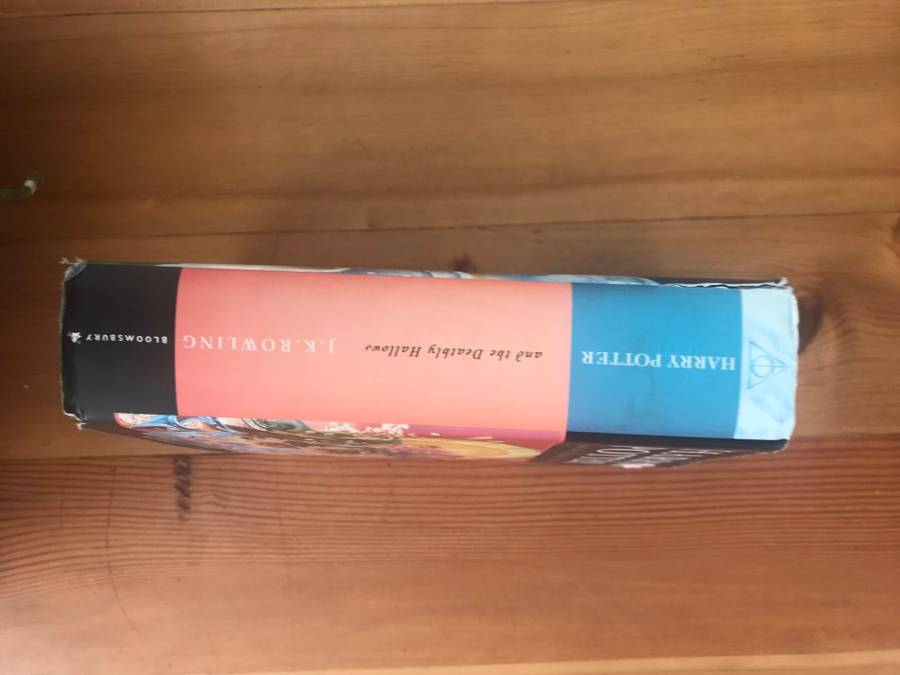 HARRY POTTER
and the Deathly Hallows
J.K.ROWLING
BLOOMSBURY